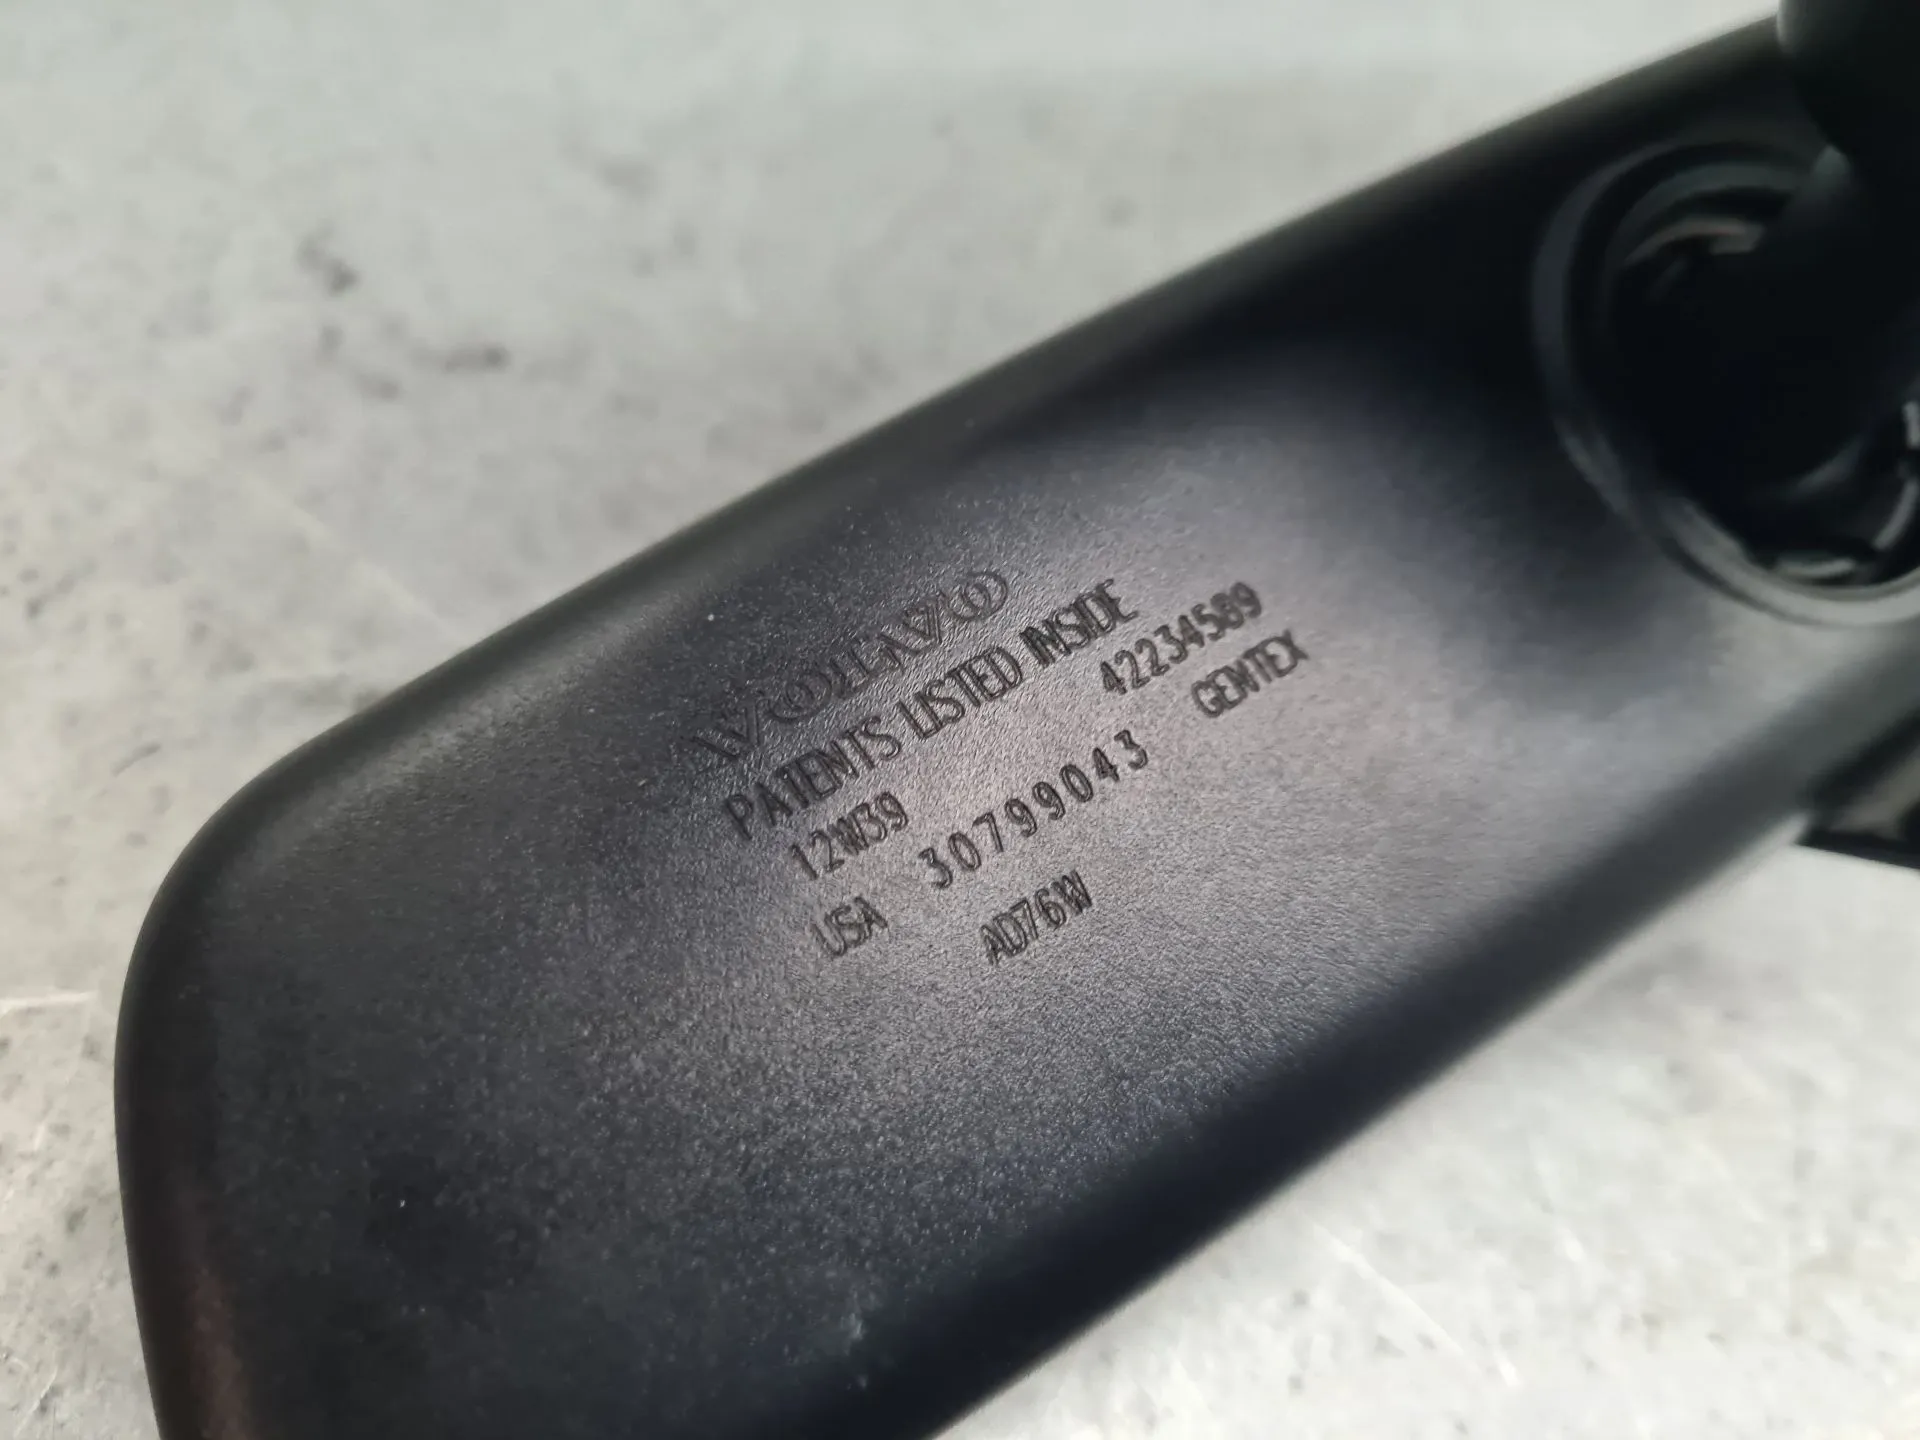 VOLVO
PATENTS LISTED INSIDE
12W39 42234589
USA 30799043 GENTEX
AD76W